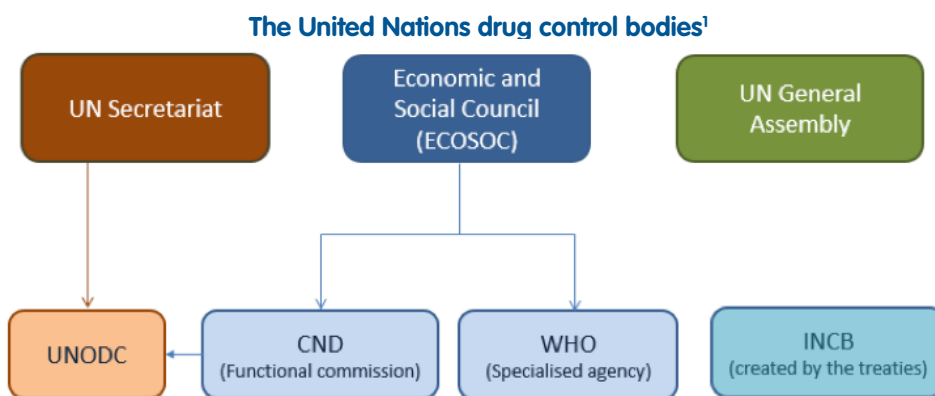 The United Nations drug control bodies¹
UN Secretariat
Economic and
Social Council
(ECOSOC)
UN General
Assembly
UNODC
CND
(Functional commission)
WHO
(Specialised agency)
INCB
(created by the treaties)